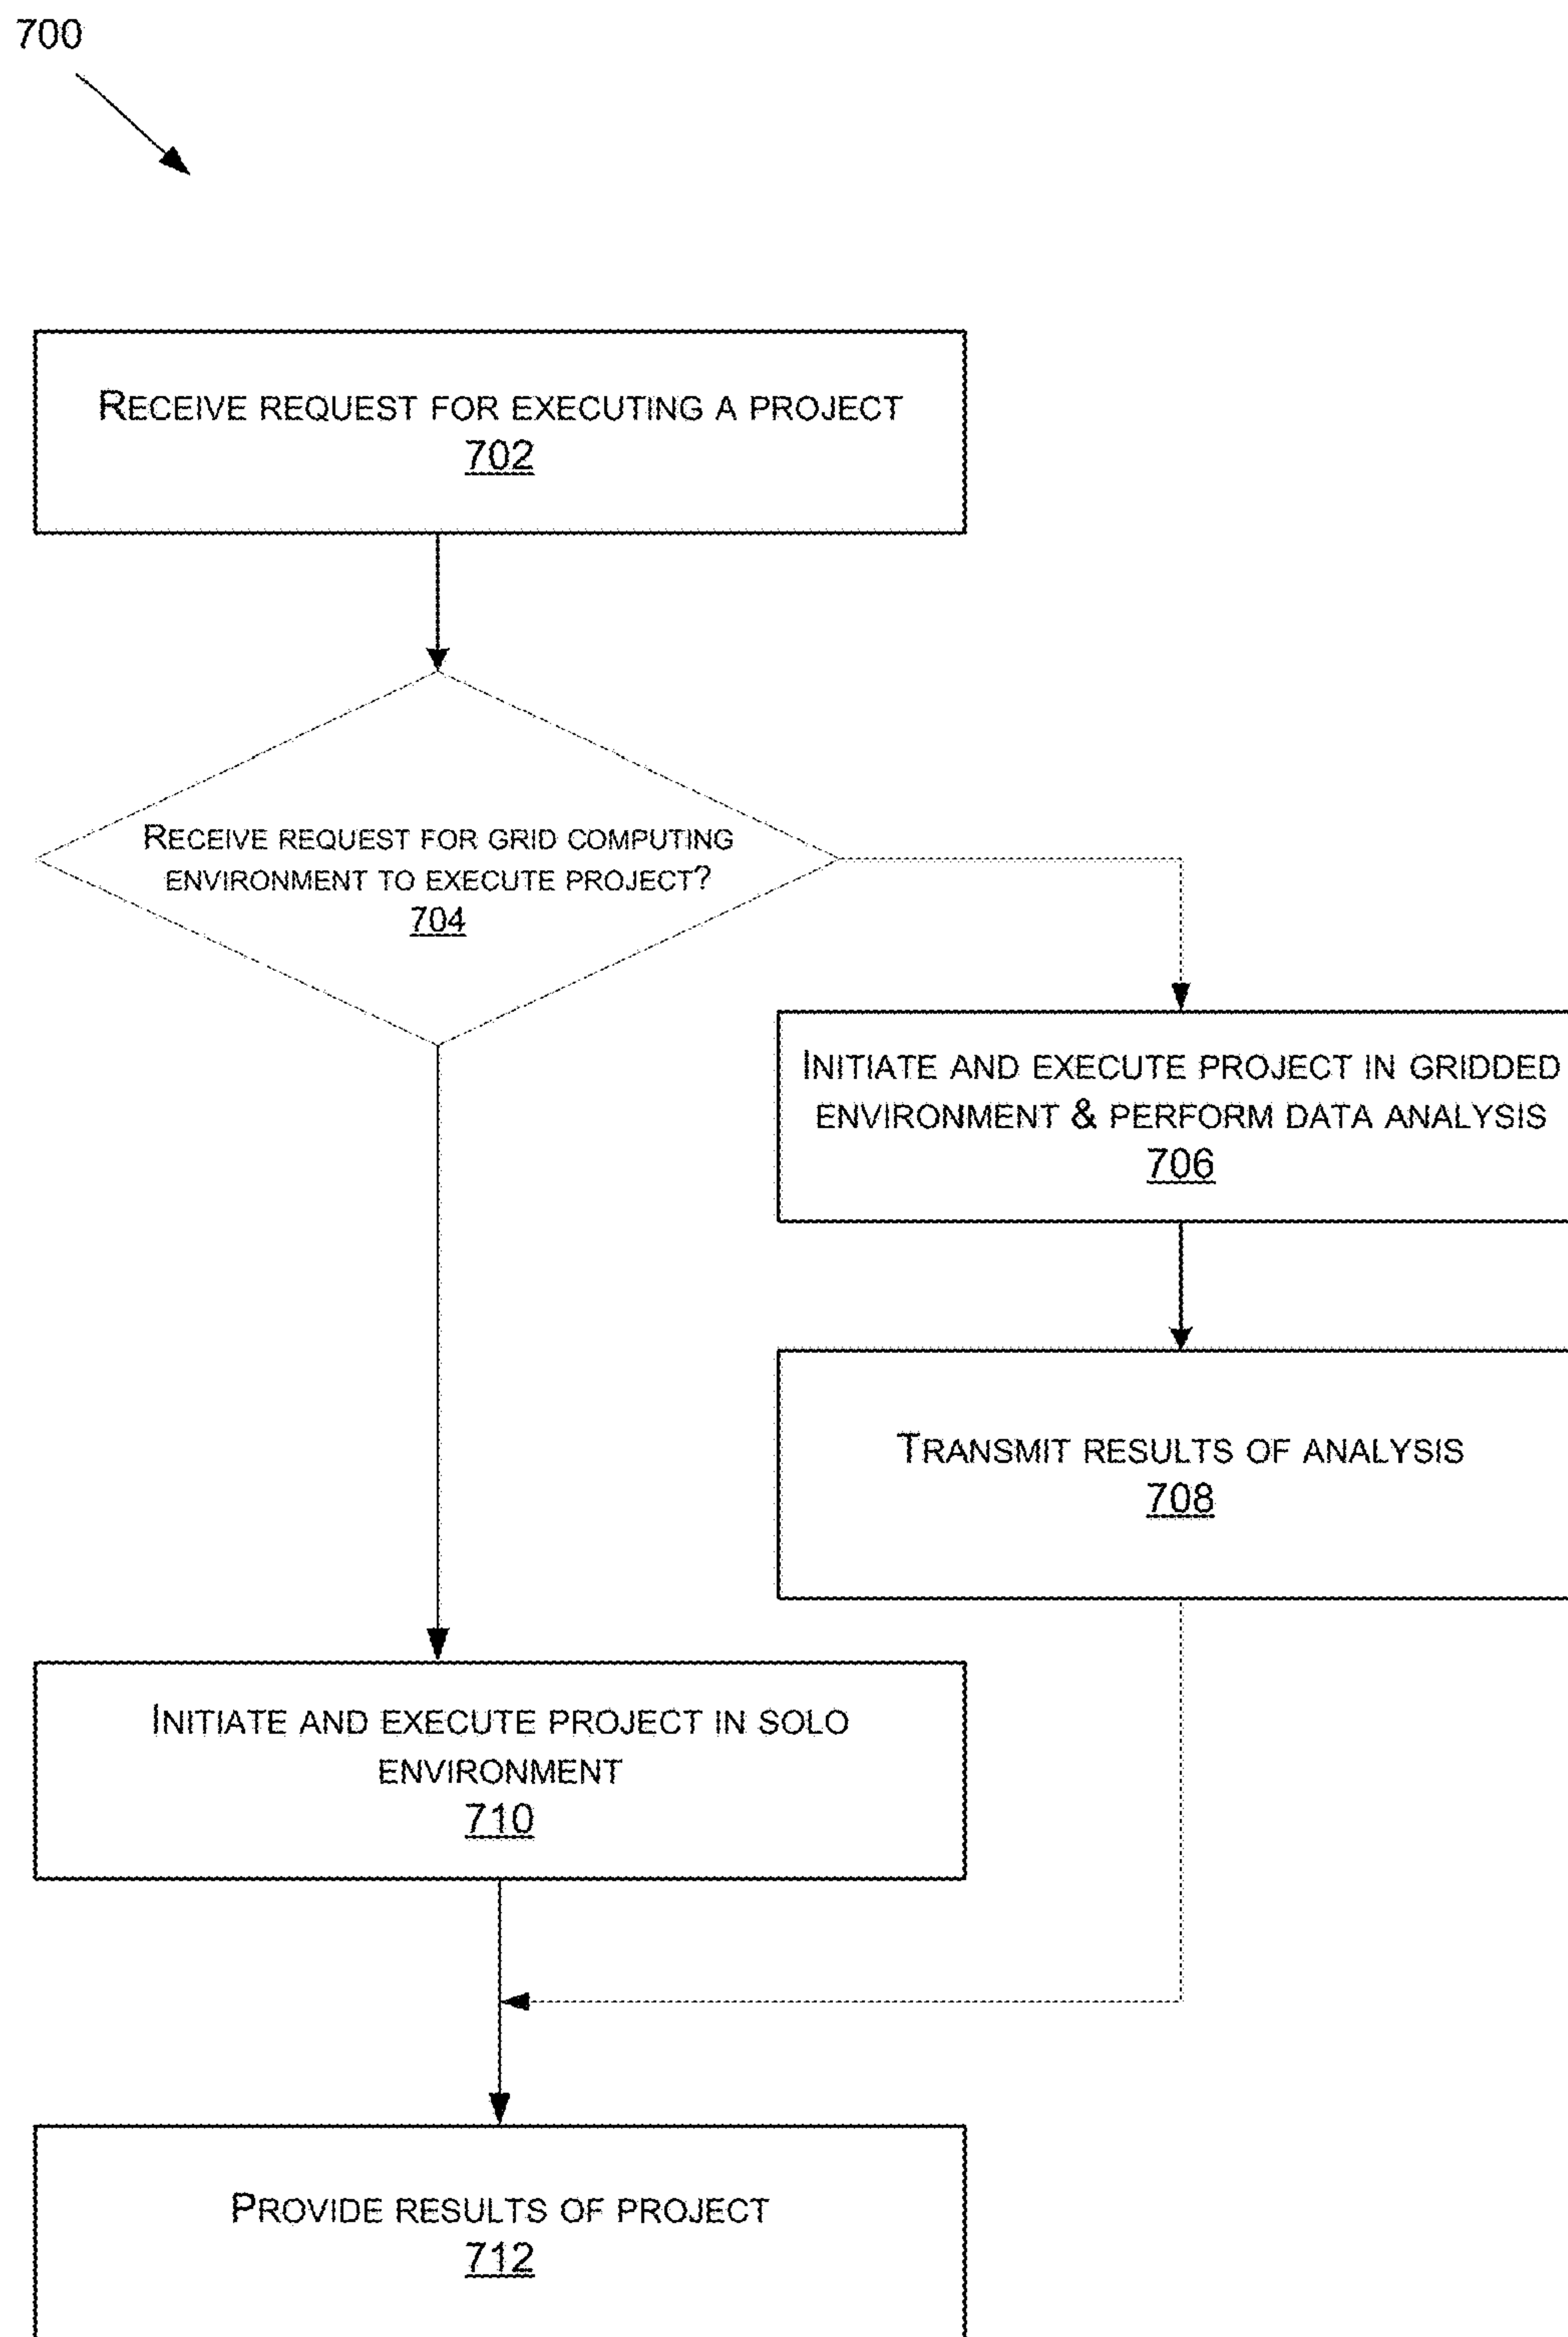 700
RECEIVE REQUEST FOR EXECUTING A PROJECT
702
RECEIVE REQUEST FOR GRID COMPUTING
ENVIRONMENT TO EXECUTE PROJECT?
704
INITIATE AND EXECUTE PROJECT IN GRIDDED
ENVIRONMENT & PERFORM DATA ANALYSIS
706
TRANSMIT RESULTS OF ANALYSIS
708
INITIATE AND EXECUTE PROJECT IN SOLO
ENVIRONMENT
710
PROVIDE RESULTS OF PROJECT
712